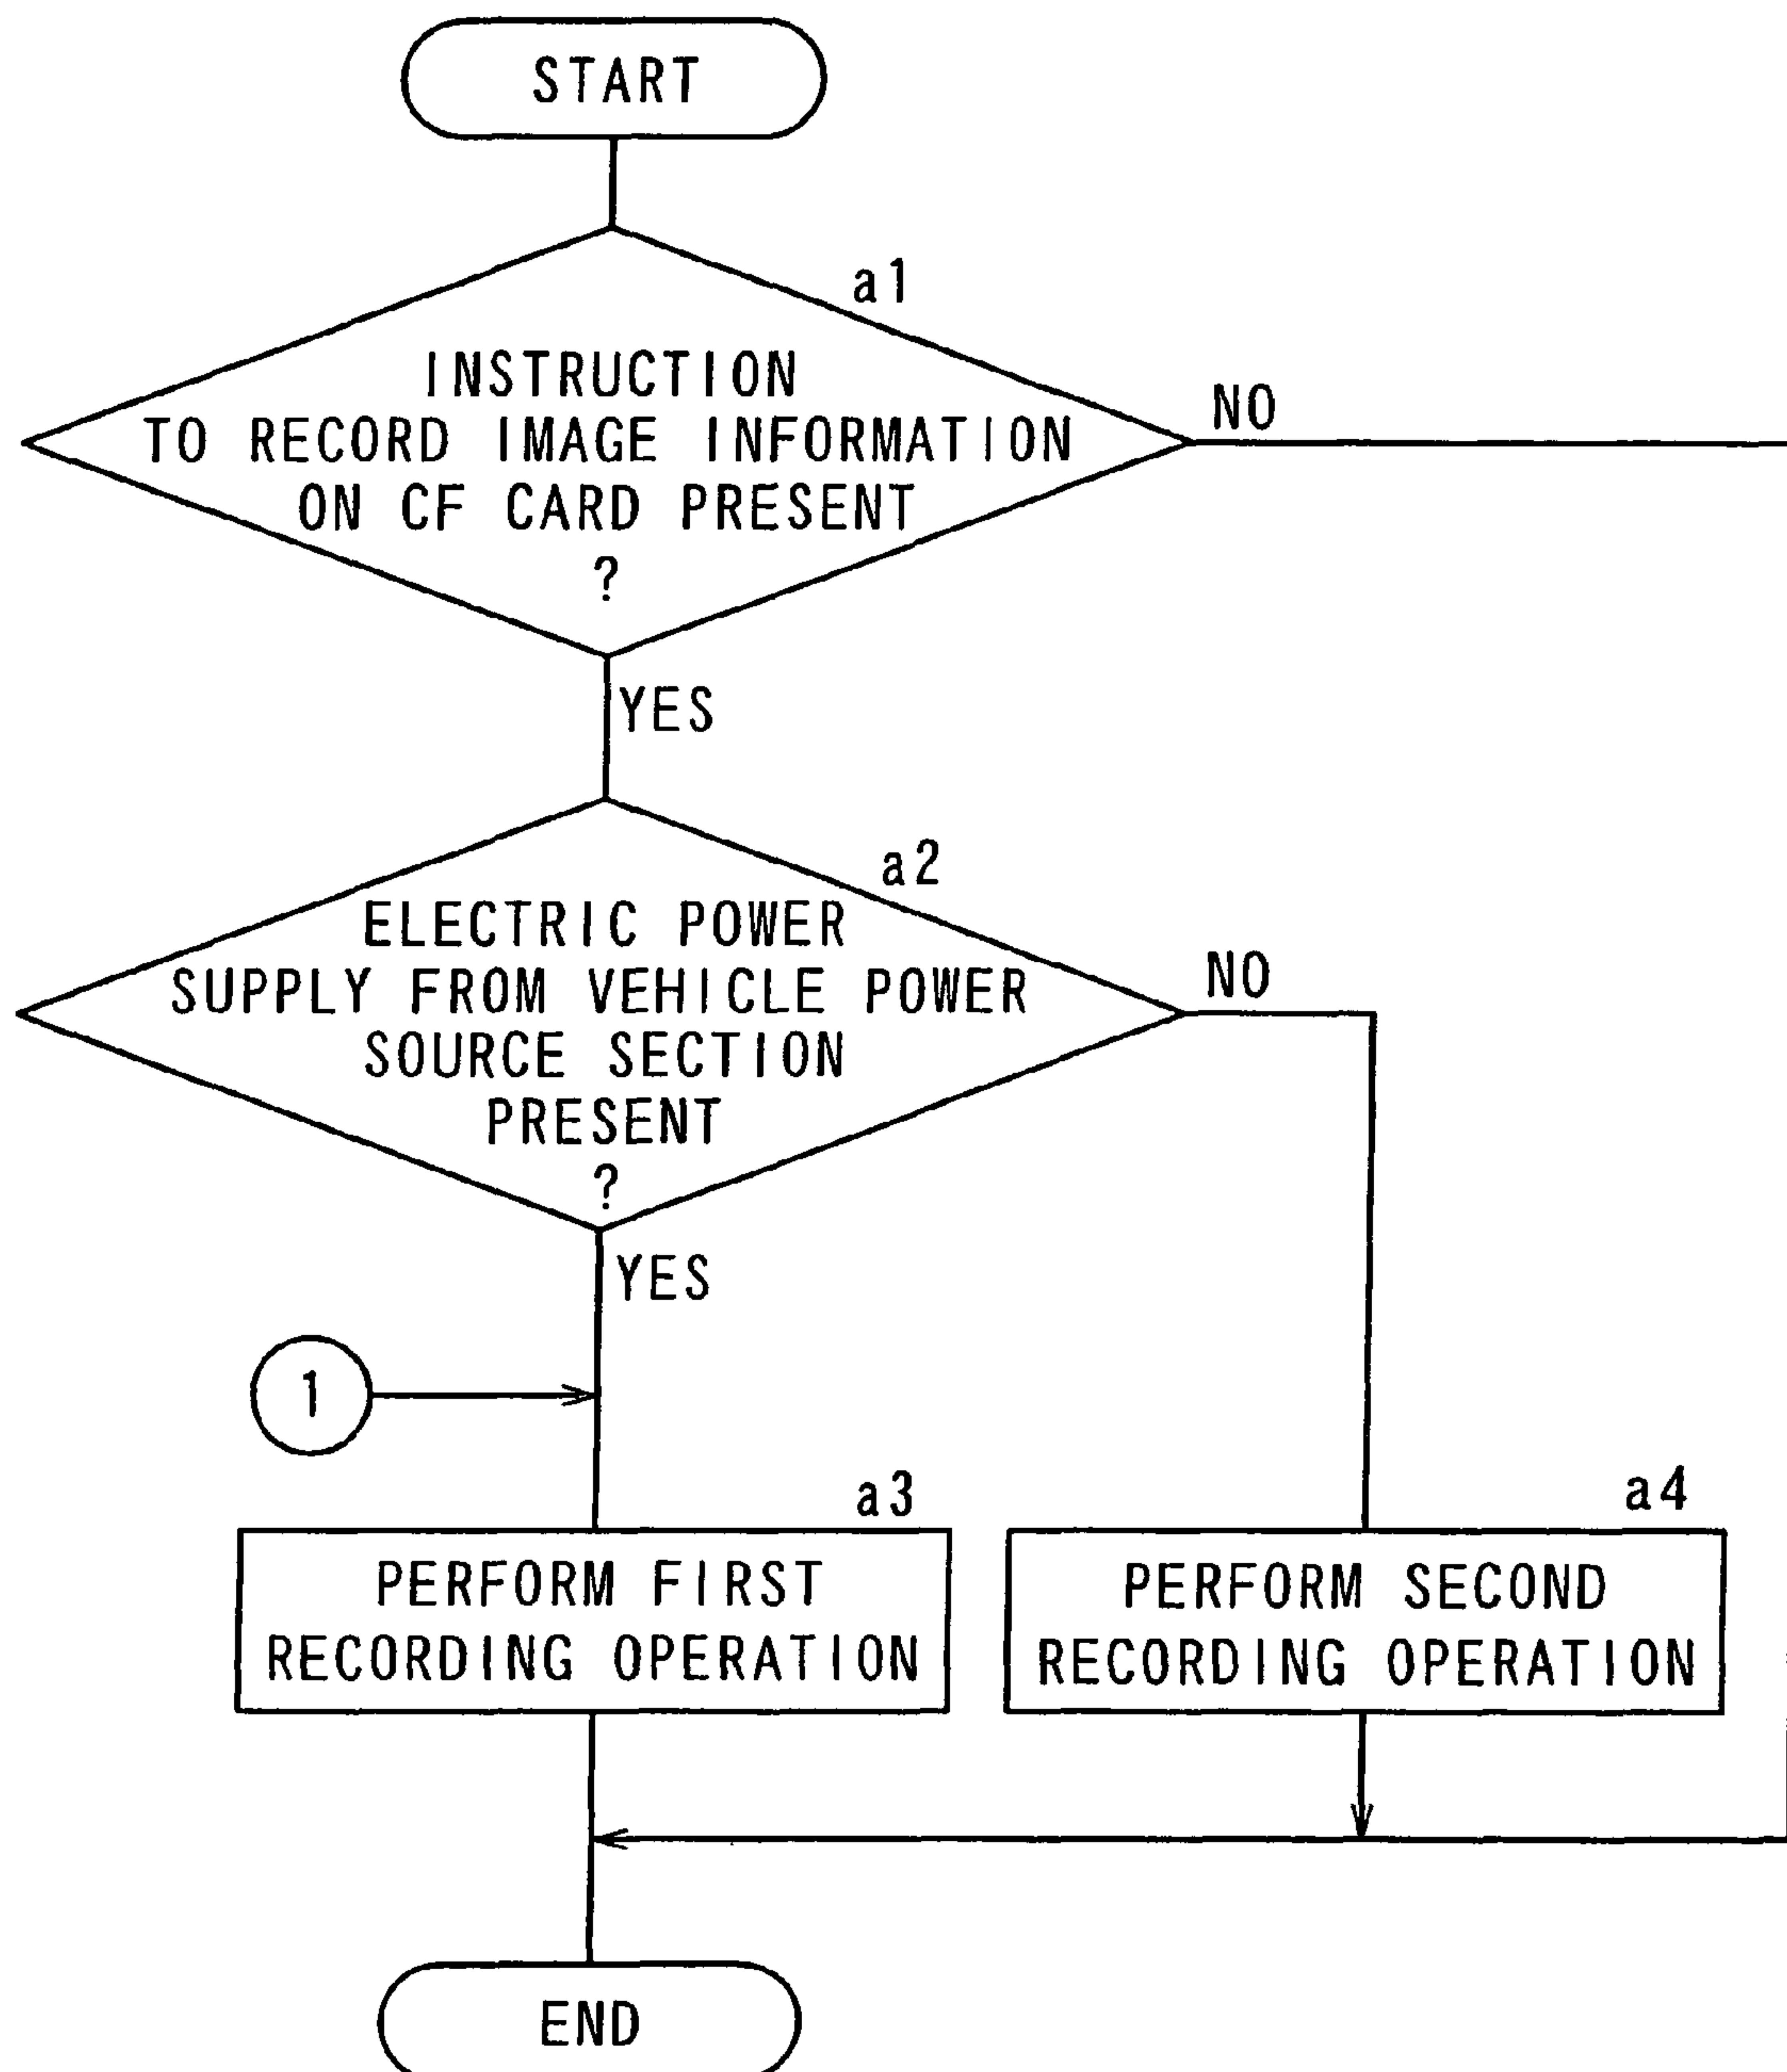 START
a1
INSTRUCTION
TO RECORD IMAGE INFORMATION
ON CF CARD PRESENT
?
NO
YES
a2
ELECTRIC POWER
SUPPLY FROM VEHICLE POWER
SOURCE SECTION
PRESENT
?
NO
YES
1
a3
PERFORM FIRST
RECORDING OPERATION
a4
PERFORM SECOND
RECORDING OPERATION
END